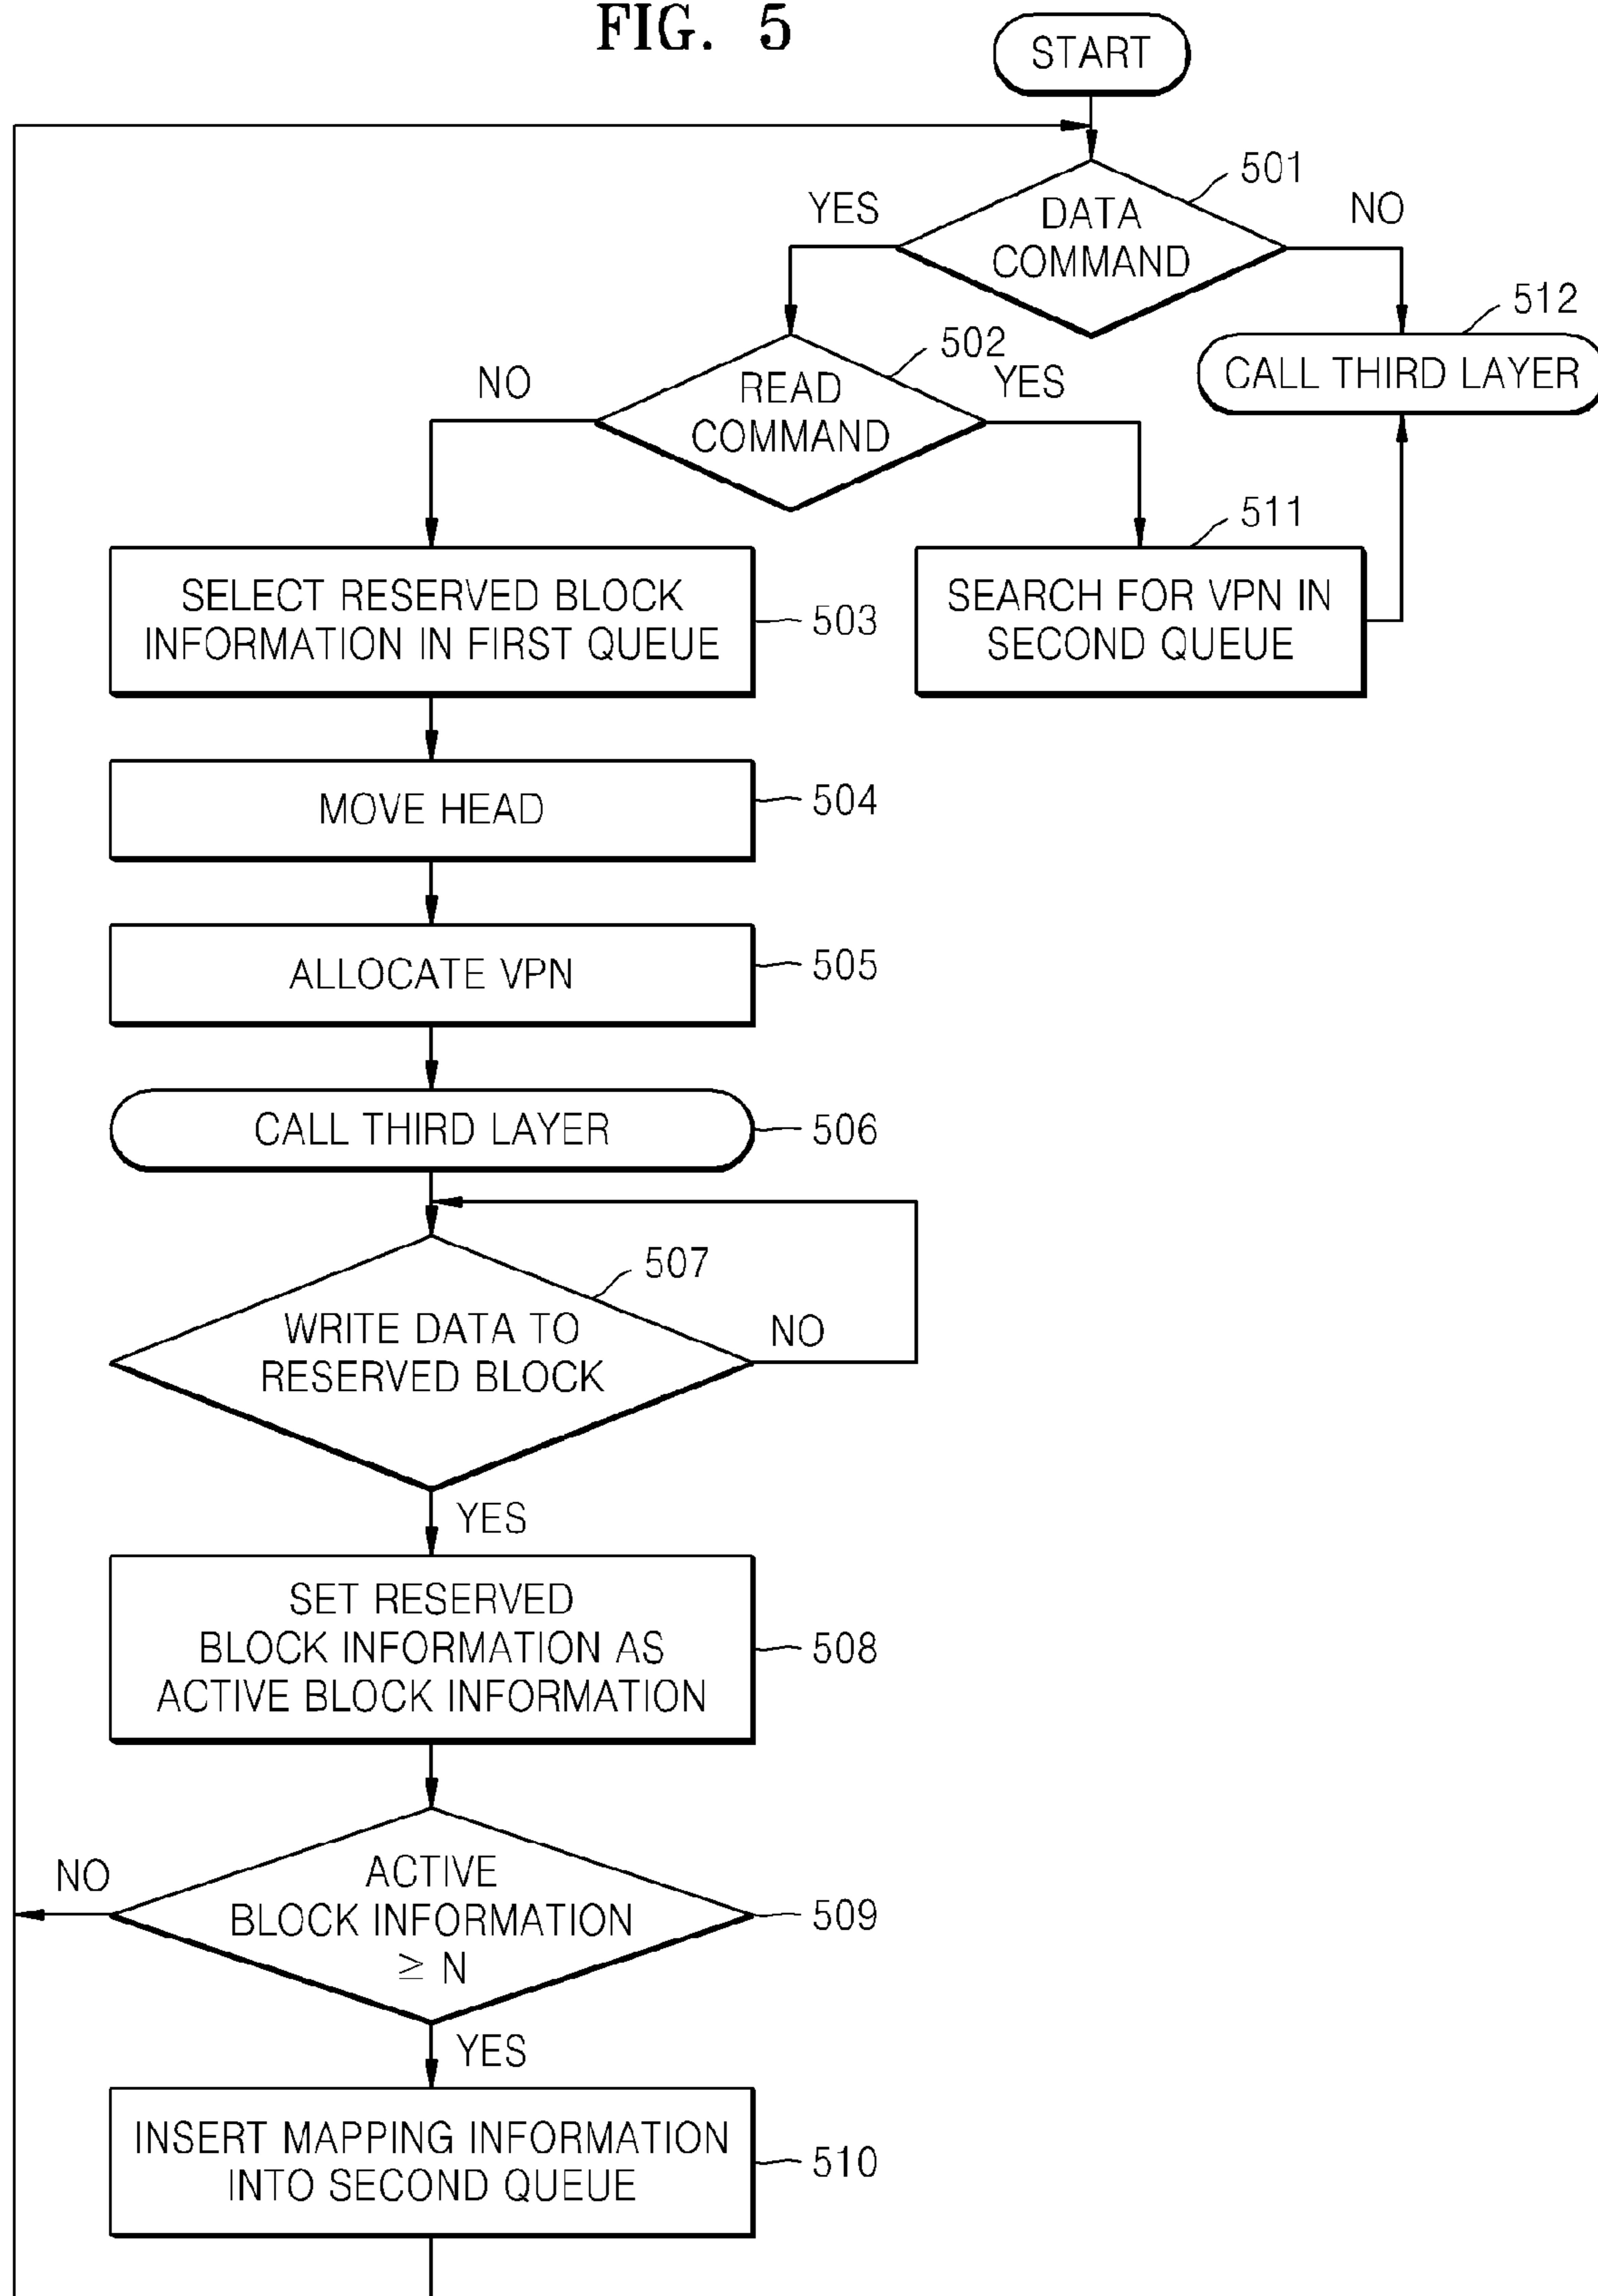 FIG. 5
START
501
YES
DATA
COMMAND
NO
512
CALL THIRD LAYER
502
NO
READ
COMMAND
YES
511
SELECT RESERVED BLOCK
INFORMATION IN FIRST QUEUE
503
SEARCH FOR VPN IN
SECOND QUEUE
MOVE HEAD
504
ALLOCATE VPN
505
CALL THIRD LAYER
506
507
WRITE DATA TO
RESERVED BLOCK
NO
YES
SET RESERVED
BLOCK INFORMATION AS
ACTIVE BLOCK INFORMATION
508
NO
ACTIVE
BLOCK INFORMATION
≧ N
509
YES
INSERT MAPPING INFORMATION
INTO SECOND QUEUE
510